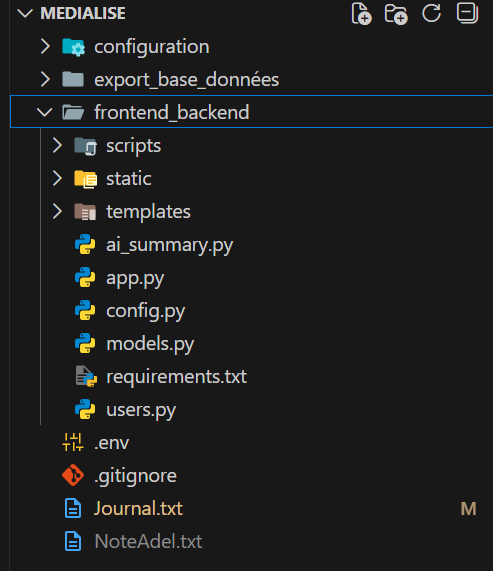 MEDIALISE
configuration
export_base_données
frontend_backend
scripts
static
templates
ai_summary.py
app.py
config.py
models.py
requirements.txt
users.py
.env
.gitignore
Journal.txt M
NoteAdel.txt